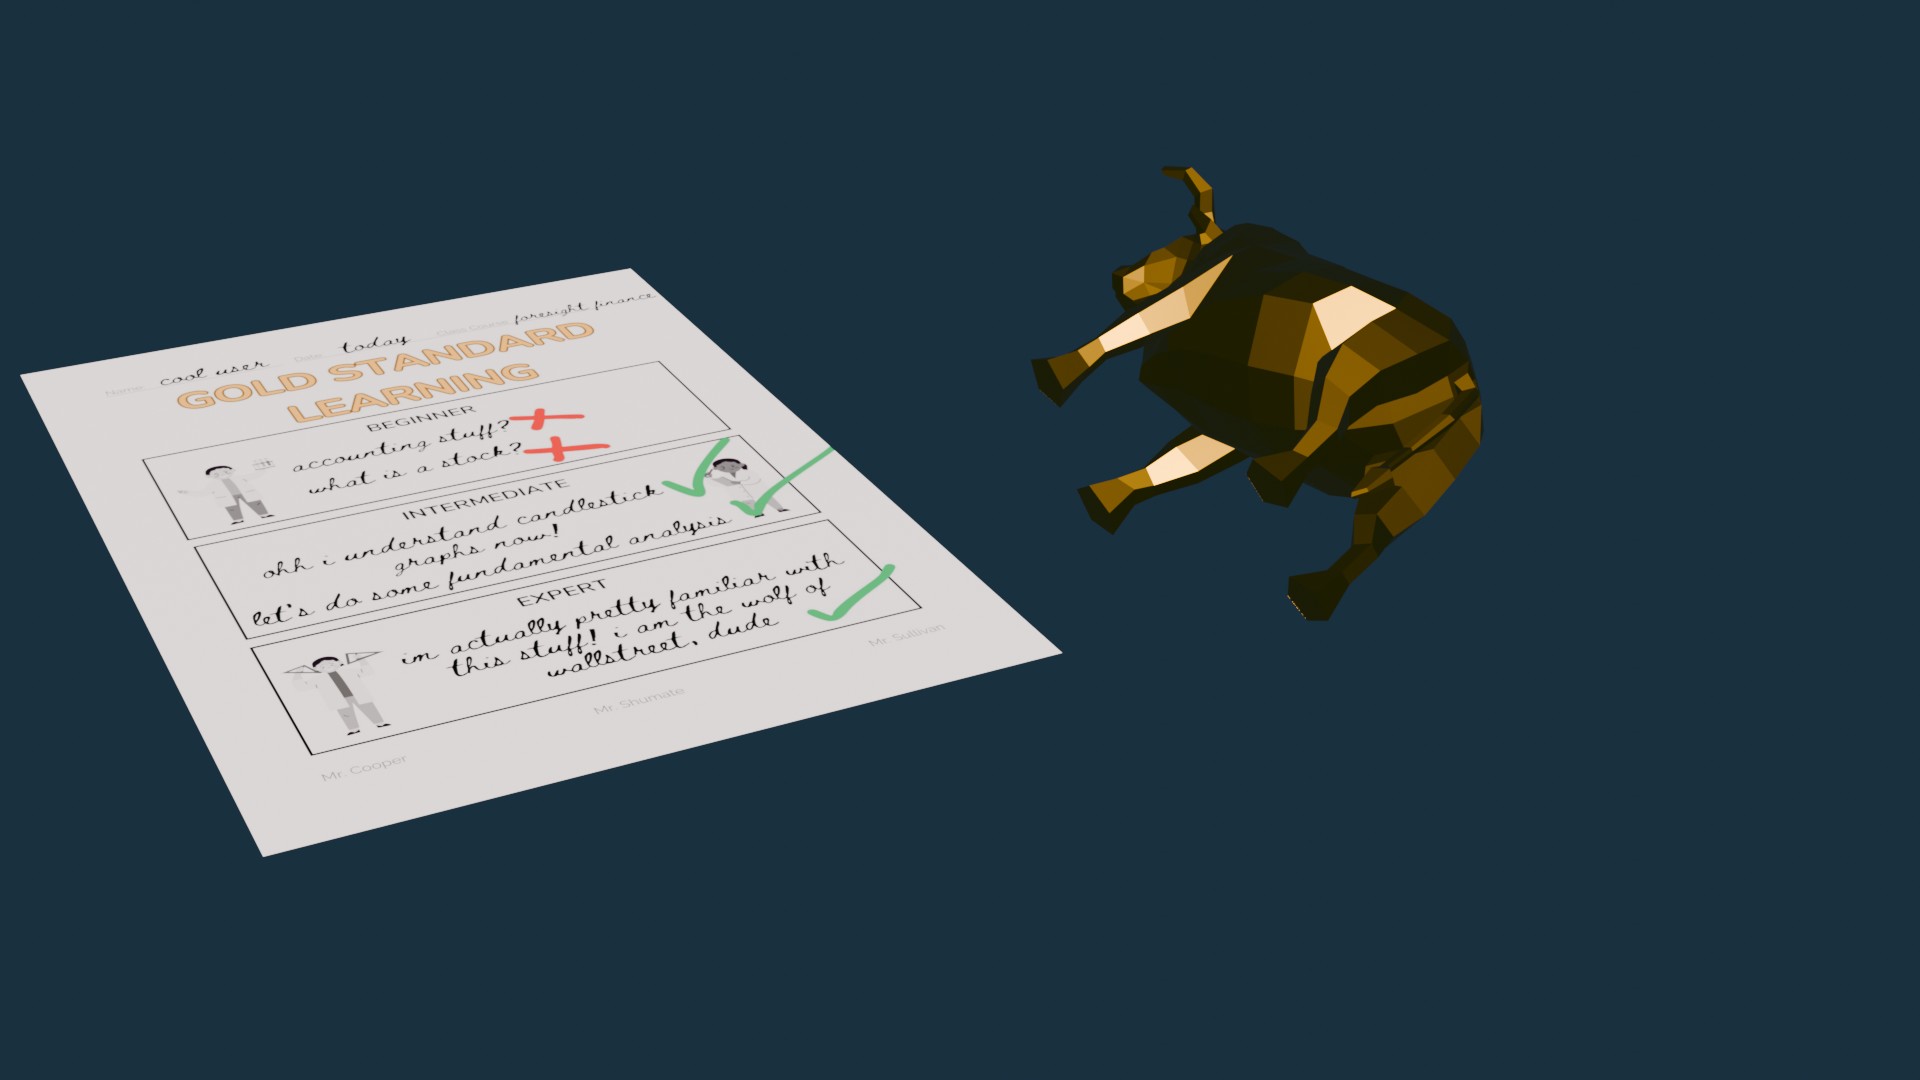 Name: cool user Date: today Class Course: foresight finance
GOLD STANDARD
LEARNING
BEGINNER
accounting stuff?
what is a stock?
INTERMEDIATE
ohh i understand candlestick
graphs now!
let's do some fundamental analysis
EXPERT
im actually pretty familiar with
this stuff! i am the wolf of
wallstreet, dude
Mr. Cooper Mr. Shumate Mr Sullivan